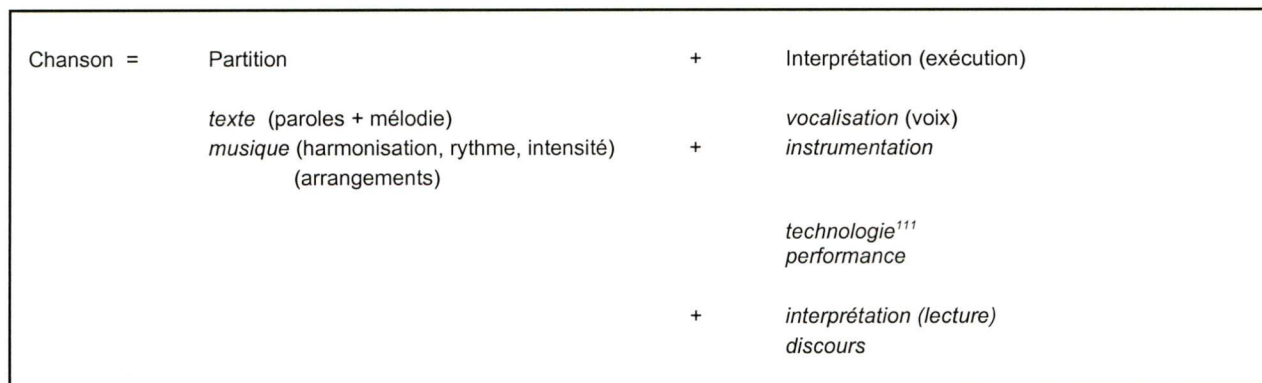 Chanson = Partition + Interprétation (exécution)
texte (paroles + mélodie) vocalisation (voix)
musique (harmonisation, rythme, intensité) + instrumentation
(arrangements)
technologie111
performance
+ interprétation (lecture)
discours